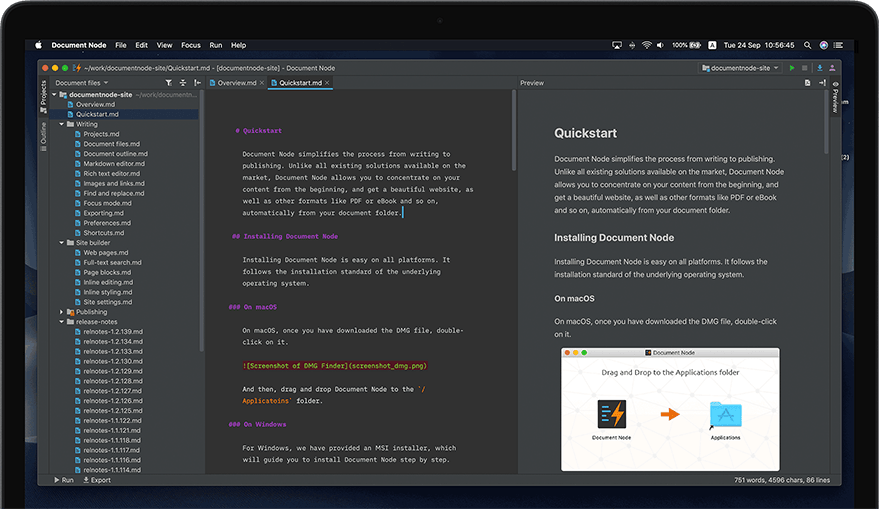 Document Node File Edit View Focus Run Help 100% A Tue 24 Sep 10:56:45
~/work/documentnode-site/Quickstart.md - [documentnode-site] - Document Node
Document files
Overview.md
Quickstart.md
Preview
documentnode-site
Projects
Outline
Preview
documentnode-site ~/work/documentn...
Overview.md
Quickstart.md
Writing
Projects.md
Document files.md
Document outline.md
Markdown editor.md
Rich text editor.md
Images and links.md
Find and replace.md
Focus mode.md
Exporting.md
Preferences.md
Shortcuts.md
Site builder
Web pages.md
Full-text search.md
Page blocks.md
Inline editing.md
Inline styling.md
Site settings.md
Publishing
release-notes
relnotes-1.2.139.md
relnotes-1.2.134.md
relnotes-1.2.133.md
relnotes-1.2.130.md
relnotes-1.2.129.md
relnotes-1.2.128.md
relnotes-1.2.127.md
relnotes-1.2.126.md
relnotes-1.2.125.md
relnotes-1.1.122.md
relnotes-1.1.121.md
relnotes-1.1.118.md
relnotes-1.1.117.md
relnotes-1.1.116.md
relnotes-1.1.114.md
# Quickstart
Document Node simplifies the process from writing to
publishing. Unlike all existing solutions available on the
market, Document Node allows you to concentrate on your
content from the beginning, and get a beautiful website, as
well as other formats like PDF or eBook and so on,
automatically from your document folder.
## Installing Document Node
Installing Document Node is easy on all platforms. It
follows the installation standard of the underlying
operating system.
### On macOS
On macOS, once you have downloaded the DMG file, double-
click on it.
![Screenshot of DMG Finder](screenshot_dmg.png)
And then, drag and drop Document Node to the `/
Applicatoins` folder.
### On Windows
For Windows, we have provided an MSI installer, which
will guide you to install Document Node step by step.
Quickstart
Document Node simplifies the process from writing to publishing.
Unlike all existing solutions available on the market, Document Node
allows you to concentrate on your content from the beginning, and
get a beautiful website, as well as other formats like PDF or eBook
and so on, automatically from your document folder.
Installing Document Node
Installing Document Node is easy on all platforms. It follows the
installation standard of the underlying operating system.
On macOS
On macOS, once you have downloaded the DMG file, double-click
on it.
Document Node
Drag and Drop to the Applications folder
Document Node
Applications
Run
Export
751 words, 4596 chars, 86 lines